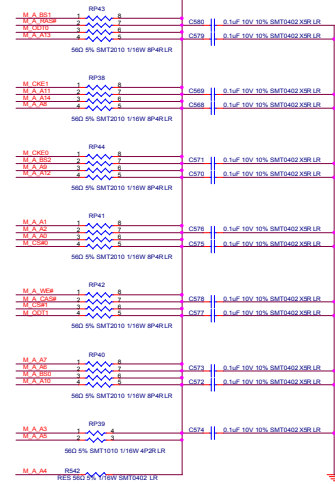 RP43
M_A_BS1 1 8
M_A_RAS# 2 7
M_ODT0 3 6
M_A_A13 4 5
56Ω 5% SMT2010 1/16W 8P4R LR
C580 0.1uF 10V 10% SMT0402 X5R LR
C579 0.1uF 10V 10% SMT0402 X5R LR
RP38
M_CKE1 1 8
M_A_A11 2 7
M_A_A14 3 6
M_A_A6 4 5
56Ω 5% SMT2010 1/16W 8P4R LR
C569 0.1uF 10V 10% SMT0402 X5R LR
C568 0.1uF 10V 10% SMT0402 X5R LR
RP44
M_CKE0 1 8
M_A_BS2 2 7
M_A_A9 3 6
M_A_A12 4 5
56Ω 5% SMT2010 1/16W 8P4R LR
C571 0.1uF 10V 10% SMT0402 X5R LR
C570 0.1uF 10V 10% SMT0402 X5R LR
RP41
M_A_A1 1 8
M_A_A2 2 7
M_A_A0 3 6
M_CS#0 4 5
56Ω 5% SMT2010 1/16W 8P4R LR
C576 0.1uF 10V 10% SMT0402 X5R LR
C575 0.1uF 10V 10% SMT0402 X5R LR
RP42
M_A_WE# 1 8
M_A_CAS# 2 7
M_CS#1 3 6
M_ODT1 4 5
56Ω 5% SMT2010 1/16W 8P4R LR
C578 0.1uF 10V 10% SMT0402 X5R LR
C577 0.1uF 10V 10% SMT0402 X5R LR
RP40
M_A_A7 1 8
M_A_A8 2 7
M_A_BS0 3 6
M_A_A10 4 5
56Ω 5% SMT2010 1/16W 8P4R LR
C573 0.1uF 10V 10% SMT0402 X5R LR
C572 0.1uF 10V 10% SMT0402 X5R LR
RP39
M_A_A3 1 4
M_A_A5 2 3
56Ω 5% SMT1010 1/16W 4P2R LR
C574 0.1uF 10V 10% SMT0402 X5R LR
M_A_A4 R542
RES 56Ω 5% 1/16W SMT0402 LR